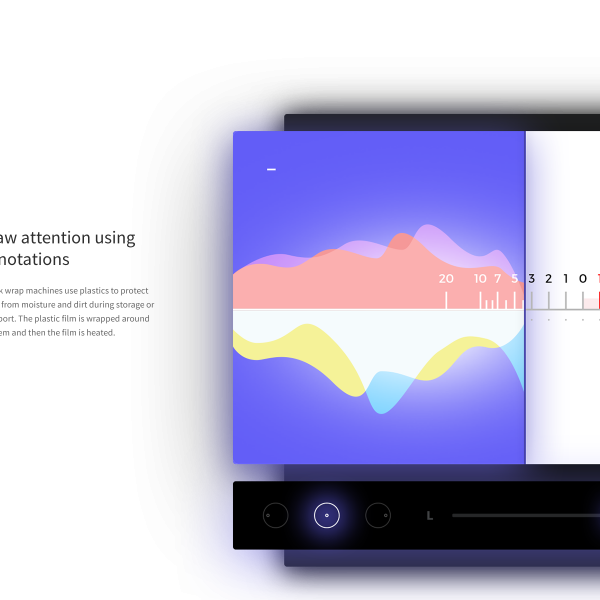 aw attention using
notations
k wrap machines use plastics to protect
from moisture and dirt during storage or
port. The plastic film is wrapped around
em and then the film is heated.
20 10 7 5 3 2 1 0
L